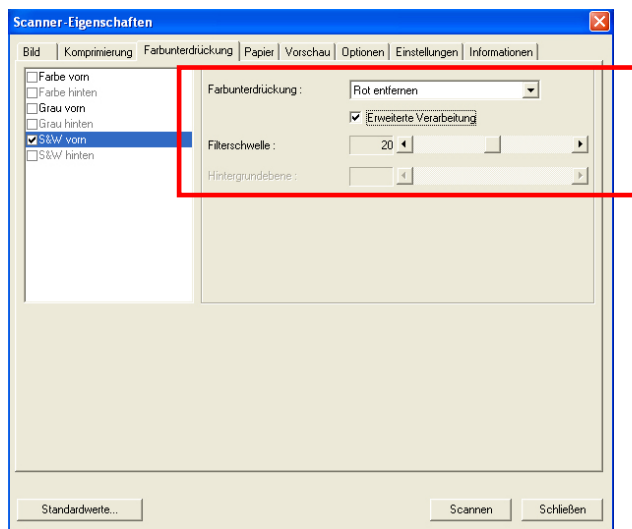 Scanner-Eigenschaften
Bild Komprimierung Farbunterdrückung Papier Vorschau Optionen Einstellungen Informationen
Farbe vorn
Farbe hinten
Grau vorn
Grau hinten
S&W vorn
S&W hinten
Farbunterdrückung : Rot entfernen
Erweiterte Verarbeitung
Filterschwelle : 20
Hintergrundebene :
Standardwerte... Scannen Schließen